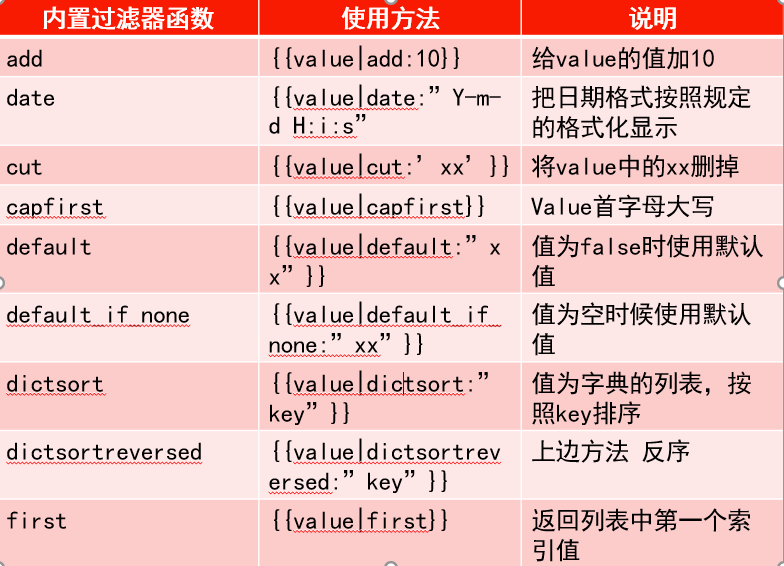 内置过滤器函数 使用方法 说明
add {{value|add:10}} 给value的值加10
date {{value|date:”Y-m- 把日期格式按照规定
d H:i:s” 的格式化显示
cut {{value|cut:’xx’}} 将value中的xx删掉
capfirst {{value|capfirst}} Value首字母大写
default {{value|default:”x 值为false时使用默认
x”}} 值
default_if_none {{value|default_if_ 值为空时候使用默认
none:”xx”}} 值
dictsort {{value|dictsort:” 值为字典的列表，按
key”}} 照key排序
dictsortreversed {{value|dictsortrev 上边方法 反序
ersed:”key”}}
first {{value|first}} 返回列表中第一个索
引值